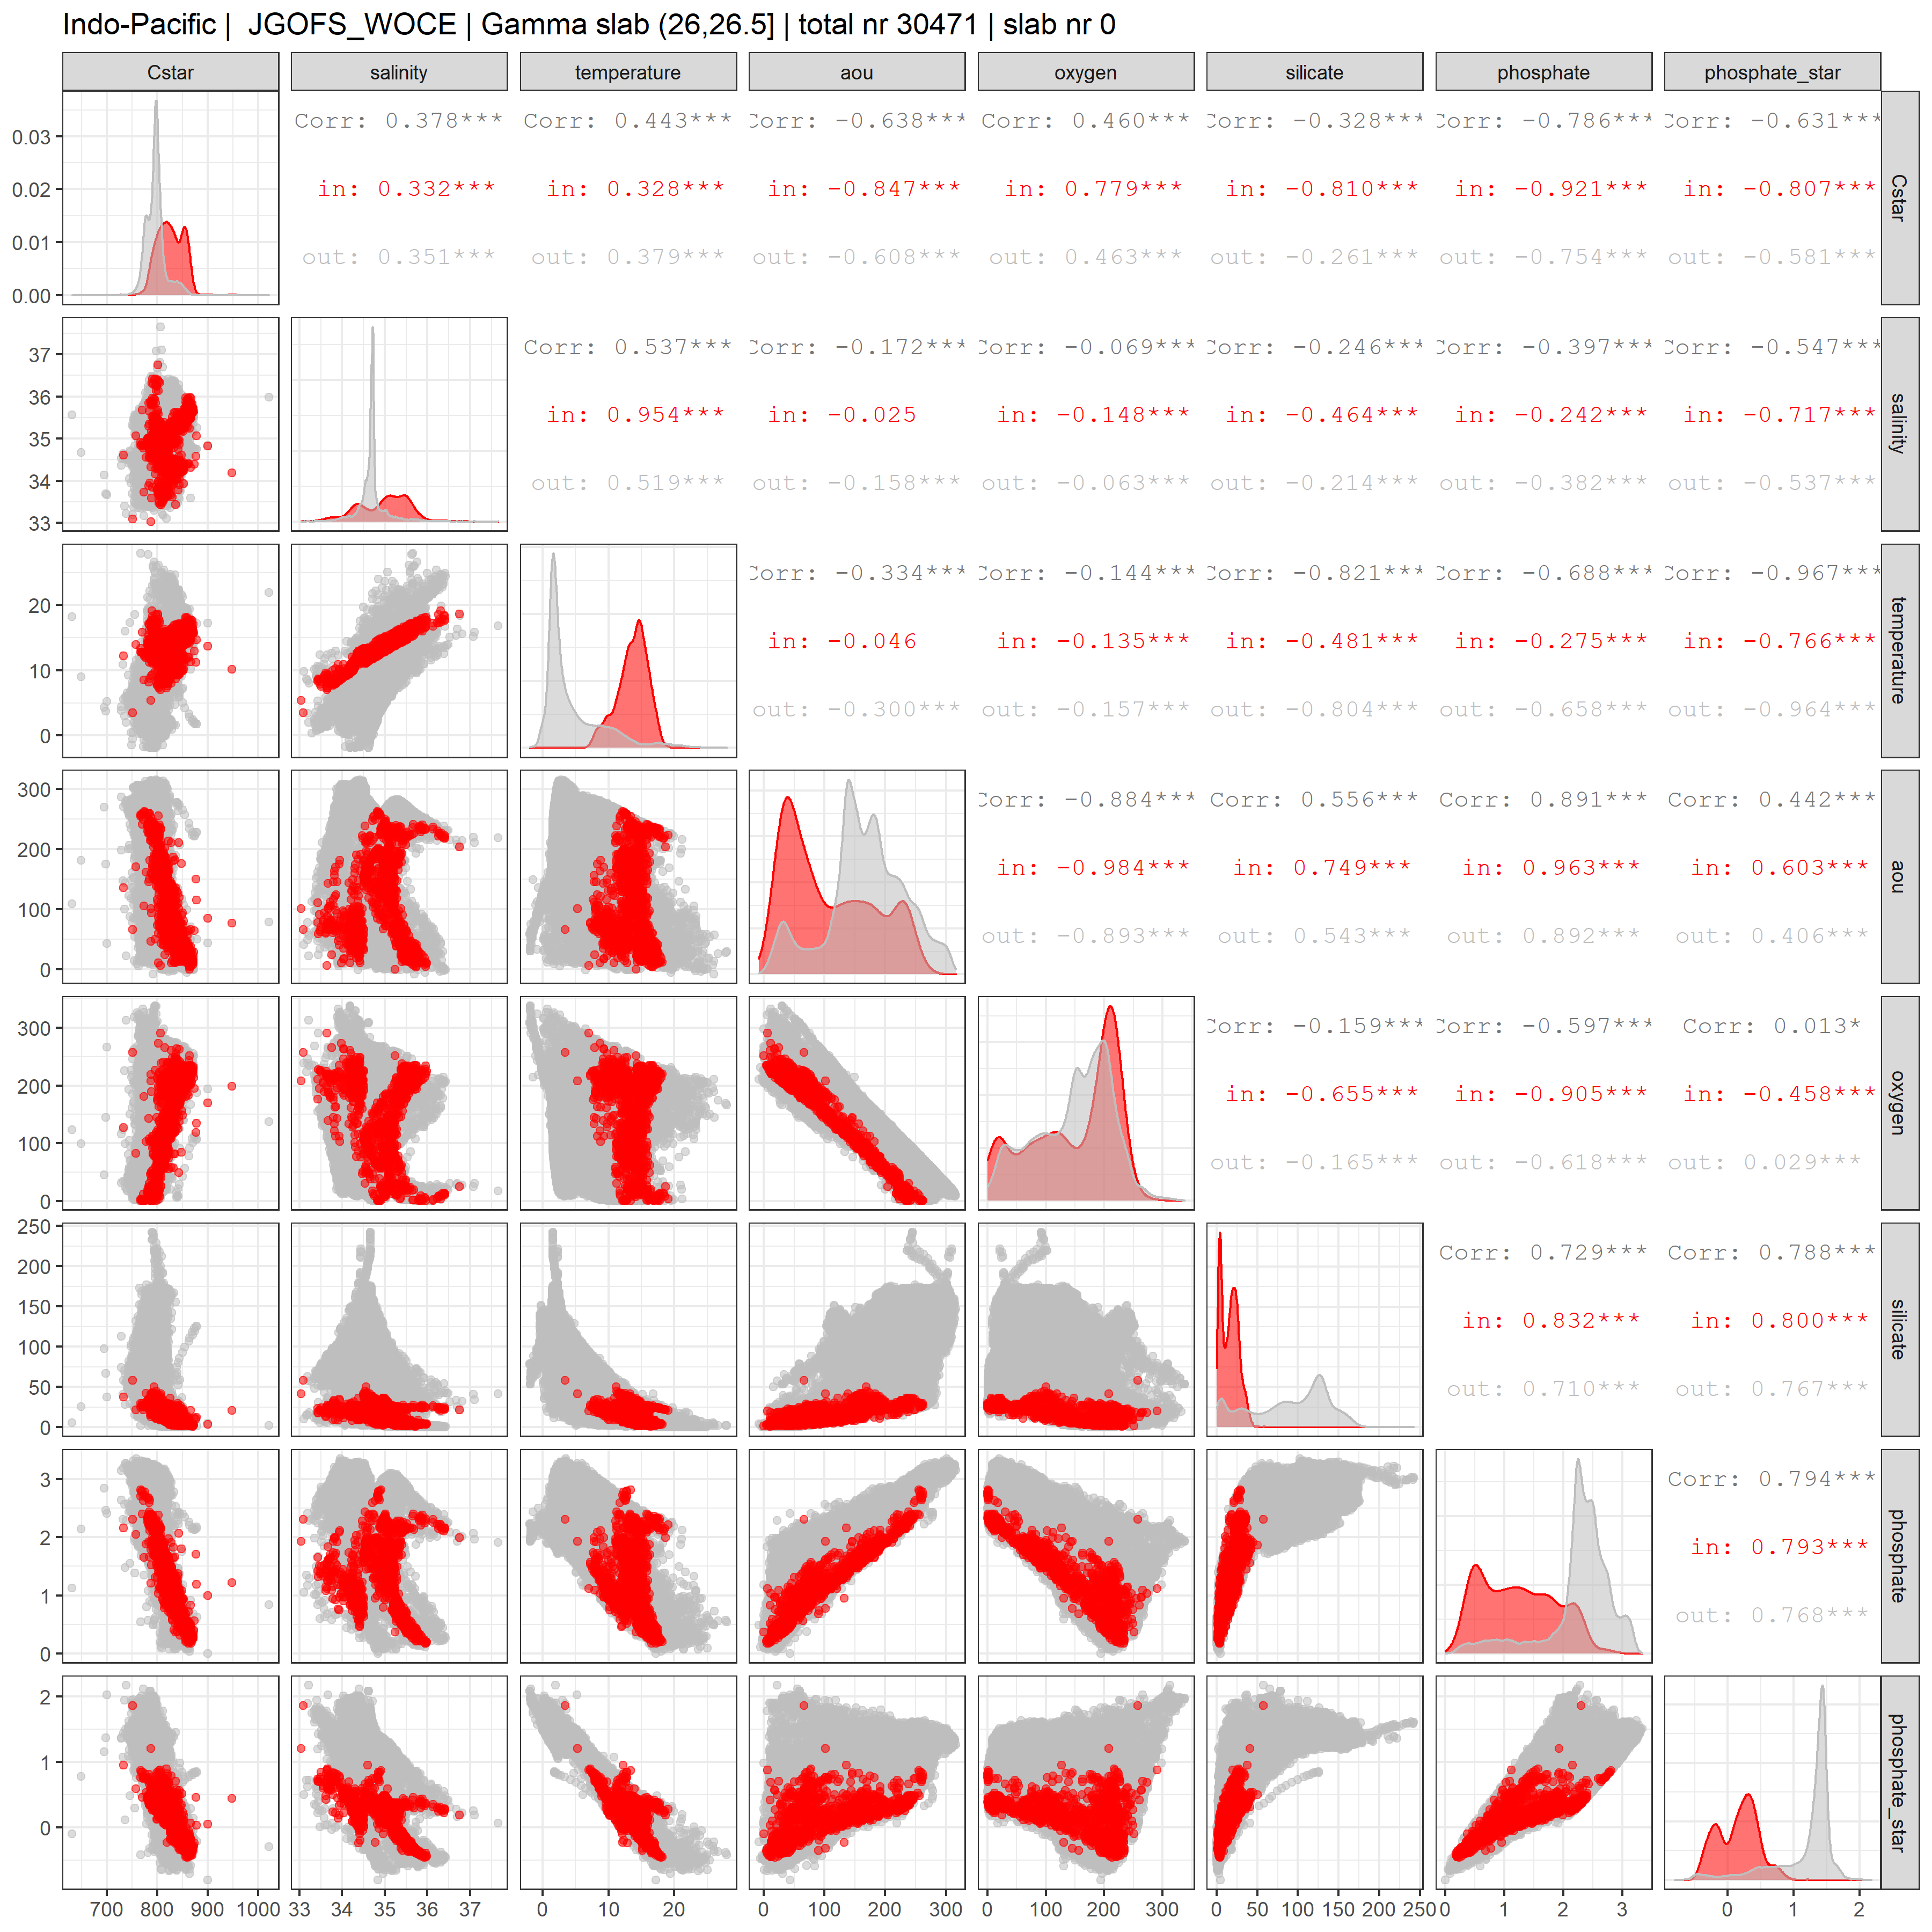 Indo-Pacific |  JGOFS_WOCE | Gamma slab (26,26.5] | total nr 30471 | slab nr 0
Cstar salinity temperature aou oxygen silicate phosphate phosphate_star
Corr: 0.378*** Corr: 0.443*** Corr: -0.638*** Corr: 0.460*** Corr: -0.328*** Corr: -0.786*** Corr: -0.631***
0.03
in: 0.332*** in: 0.328*** in: -0.847*** in: 0.779*** in: -0.810*** in: -0.921*** in: -0.807***
0.02
Cstar
0.01
out: 0.351*** out: 0.379*** out: -0.608*** out: 0.463*** out: -0.261*** out: -0.754*** out: -0.581***
0.00
Corr: 0.537*** Corr: -0.172*** Corr: -0.069*** Corr: -0.246*** Corr: -0.397*** Corr: -0.547***
37
36
in: 0.954*** in: -0.025 in: -0.148*** in: -0.464*** in: -0.242*** in: -0.717***
salinity
35
34
out: 0.519*** out: -0.158*** out: -0.063*** out: -0.214*** out: -0.382*** out: -0.537***
33
Corr: -0.334*** Corr: -0.144*** Corr: -0.821*** Corr: -0.688*** Corr: -0.967***
20
in: -0.046 in: -0.135*** in: -0.481*** in: -0.275*** in: -0.766***
temperature
10
out: -0.300*** out: -0.157*** out: -0.804*** out: -0.658*** out: -0.964***
0
300
Corr: -0.884*** Corr: 0.556*** Corr: 0.891*** Corr: 0.442***
200
in: -0.984*** in: 0.749*** in: 0.963*** in: 0.603***
aou
100
out: -0.893*** out: 0.543*** out: 0.892*** out: 0.406***
0
300
Corr: -0.159*** Corr: -0.597*** Corr: 0.013*
200
in: -0.655*** in: -0.905*** in: -0.458***
oxygen
100
out: -0.165*** out: -0.618*** out: 0.029***
0
250
Corr: 0.729*** Corr: 0.788***
200
150
in: 0.832*** in: 0.800***
silicate
100
50
out: 0.710*** out: 0.767***
0
3
Corr: 0.794***
2
in: 0.793***
phosphate
1
out: 0.768***
0
2
1
phosphate_star
0
700 800 900 1000 33 34 35 36 37 0 10 20 0 100 200 300 0 100 200 300 0 50 100 150 200 250 0 1 2 3 0 1 2